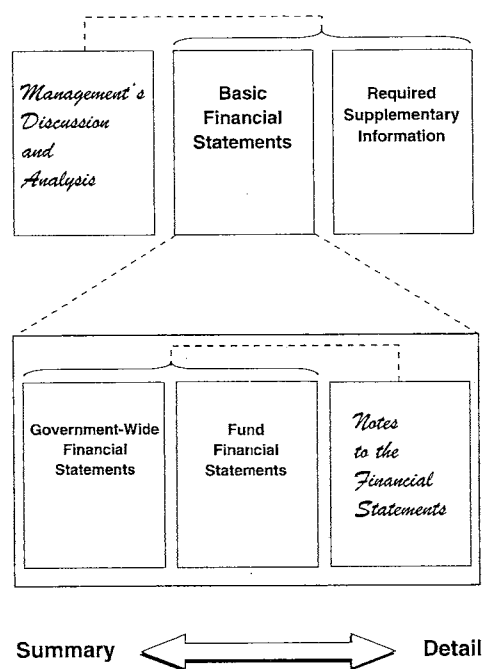 Management's
Discussion
and
Analysis
Basic
Financial
Statements
Required
Supplementary
Information
Government-Wide
Financial
Statements
Fund
Financial
Statements
Notes
to the
Financial
Statements
Summary
Detail